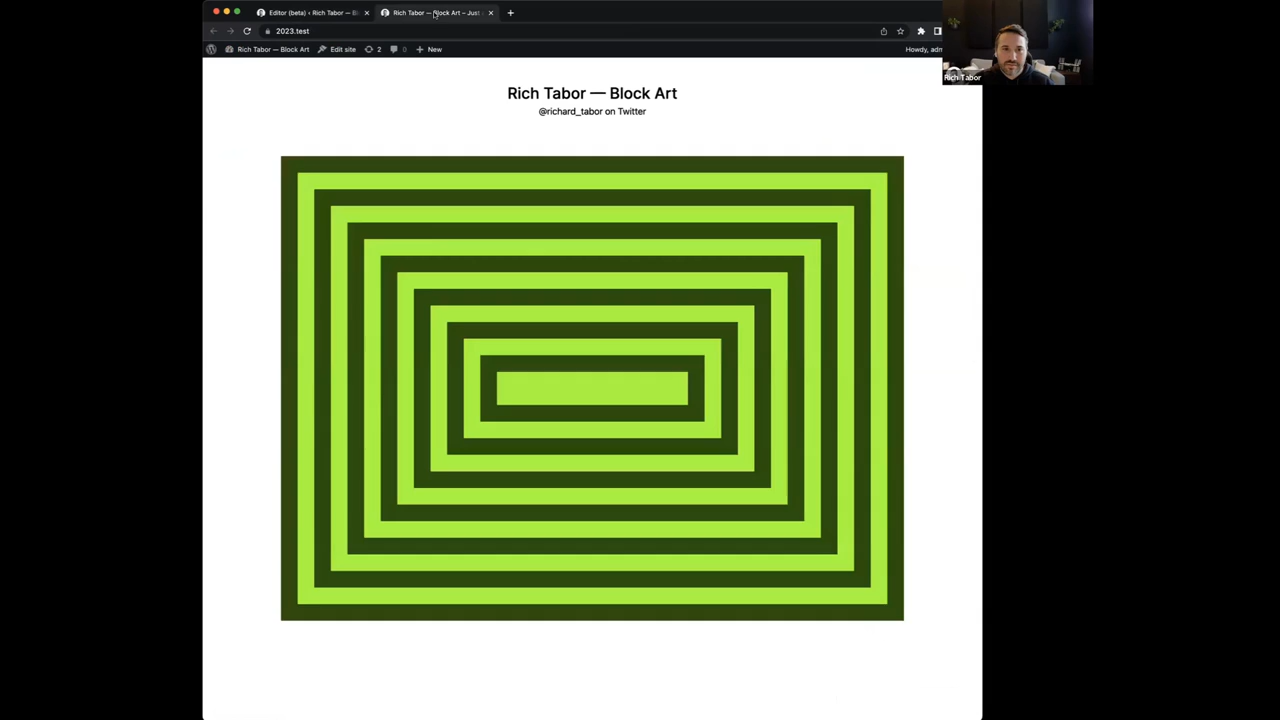 Editor (beta) ‹ Rich Tabor — Bl
Rich Tabor — Block Art – Just
2023.test
Rich Tabor — Block Art
Edit site
2
0
New
Howdy, adm
Rich Tabor
Rich Tabor — Block Art
@richard_tabor on Twitter